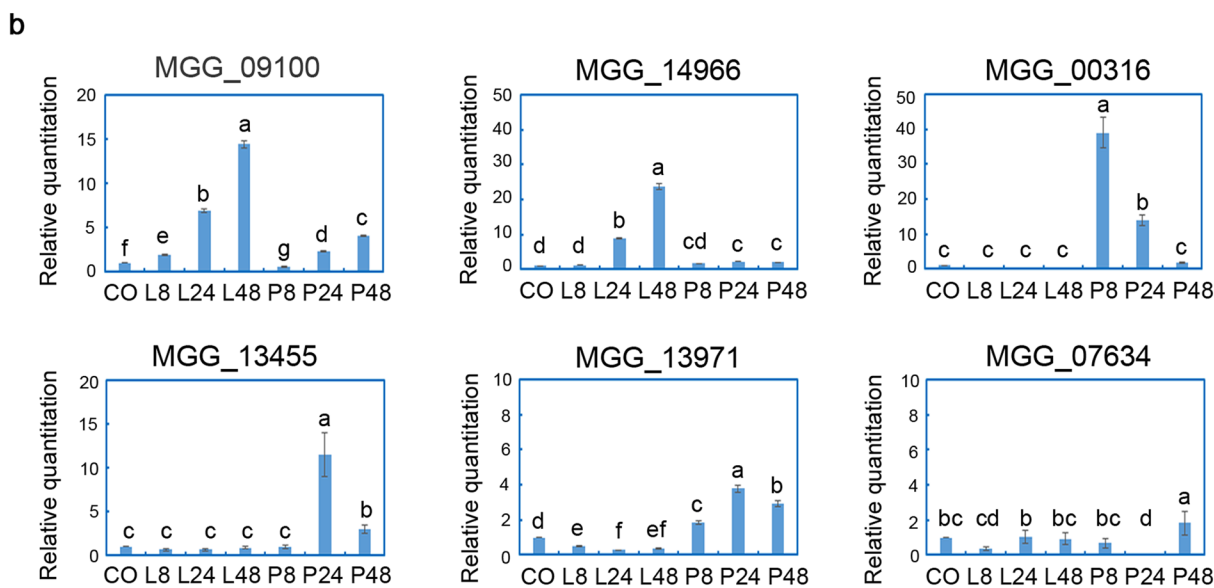 b
MGG_09100
Relative quantitation
20
15
10
5
0
f e b a g d c
CO L8 L24 L48 P8 P24 P48
MGG_14966
Relative quantitation
50
40
30
20
10
0
d d b a cd c c
CO L8 L24 L48 P8 P24 P48
MGG_00316
Relative quantitation
50
40
30
20
10
0
c c c c a b c
CO L8 L24 L48 P8 P24 P48
MGG_13455
Relative quantitation
20
15
10
5
0
c c c c c a b
CO L8 L24 L48 P8 P24 P48
MGG_13971
Relative quantitation
10
8
6
4
2
0
d e f ef c a b
CO L8 L24 L48 P8 P24 P48
MGG_07634
Relative quantitation
10
8
6
4
2
0
bc cd b bc bc d a
CO L8 L24 L48 P8 P24 P48